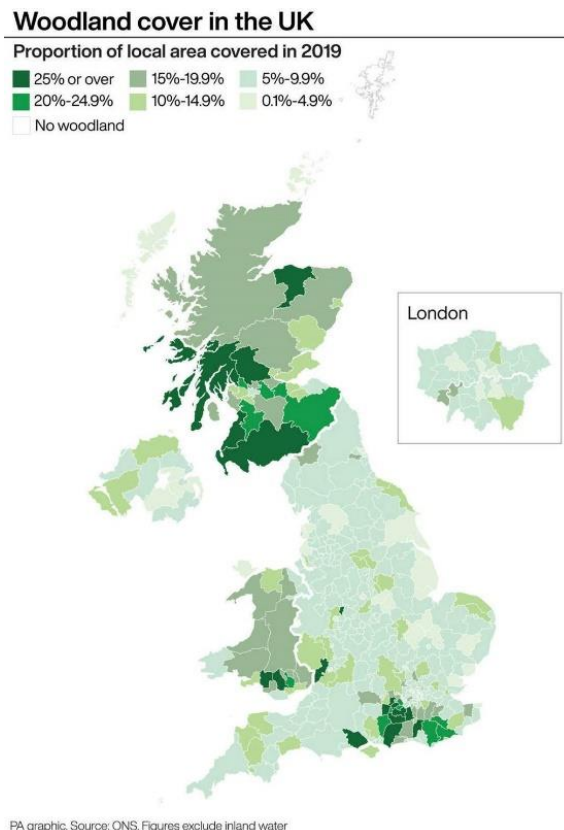 Woodland cover in the UK
Proportion of local area covered in 2019
25% or over 15%-19.9% 5%-9.9%
20%-24.9% 10%-14.9% 0.1%-4.9%
No woodland
London
PA graphic. Source: ONS. Figures exclude inland water